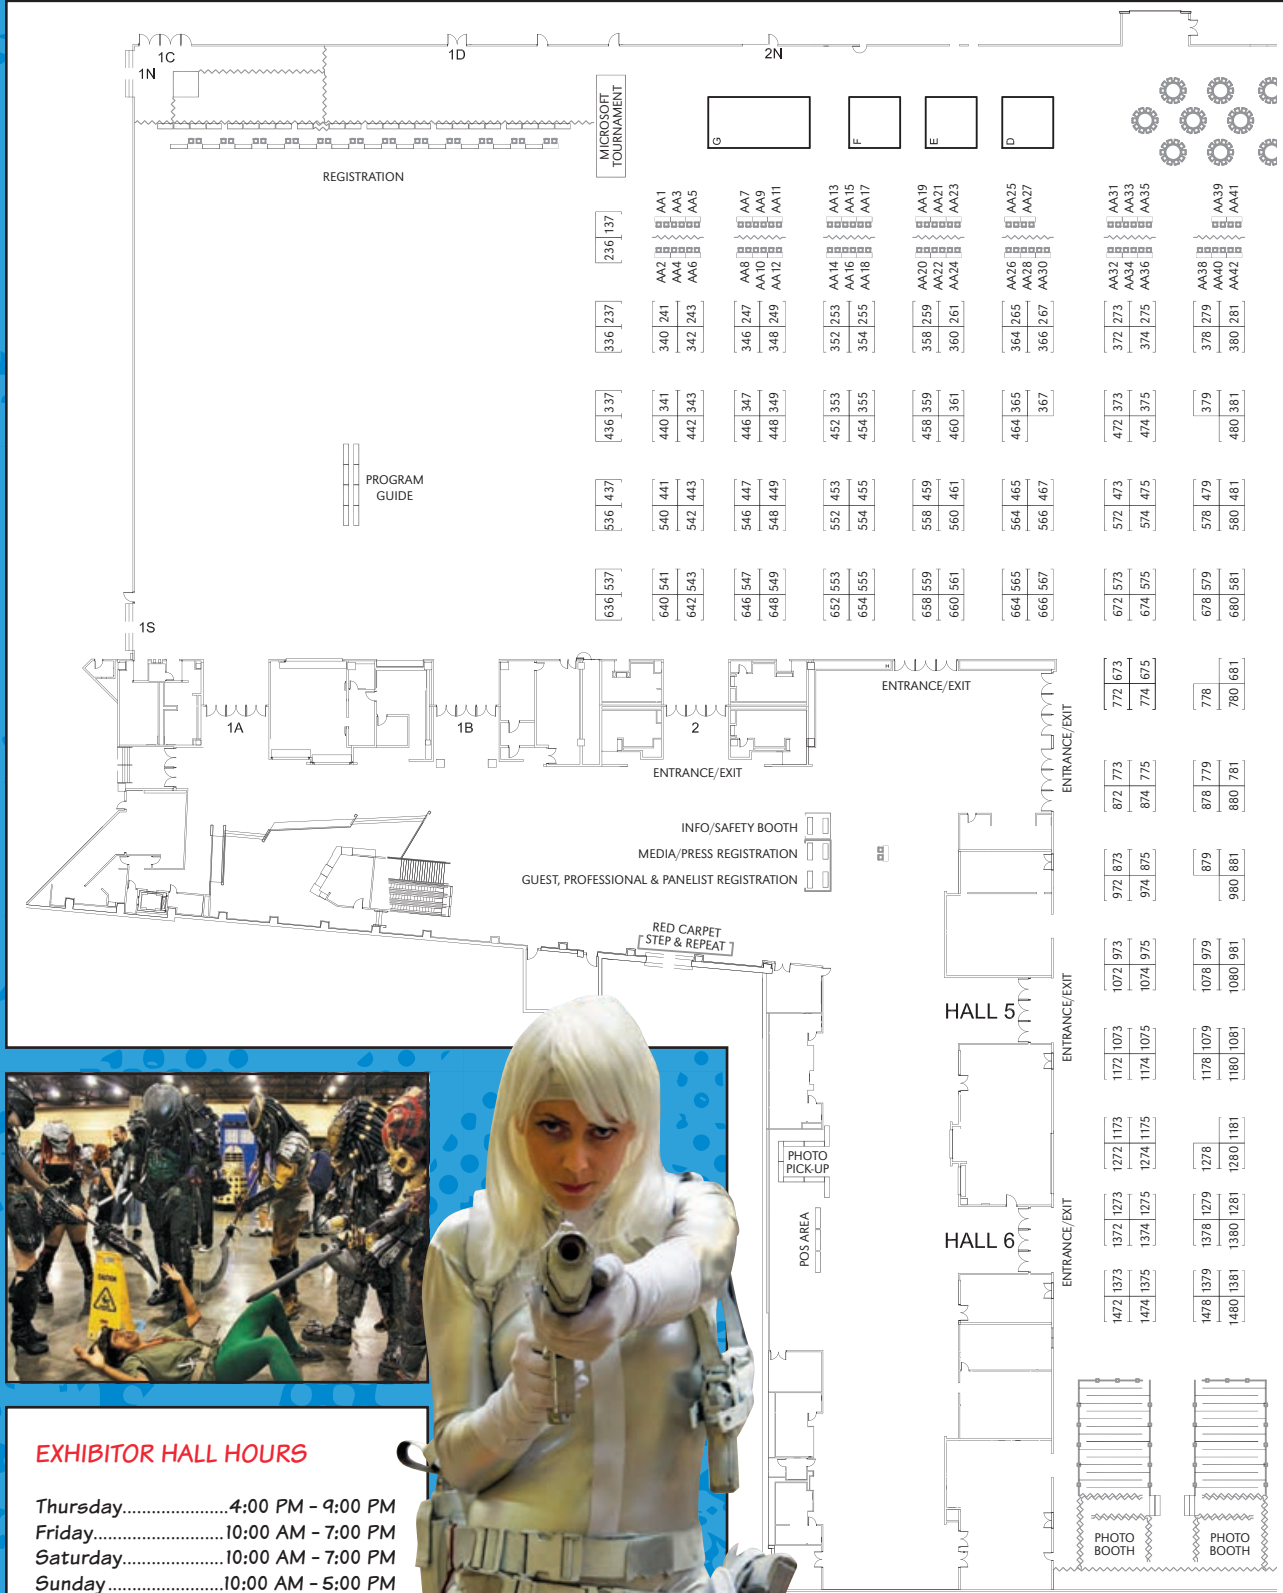 1C
1D
2N
1N
MICROSOFT
TOURNAMENT
G
F
E
D
REGISTRATION
137
236
AA1 AA3 AA5
AA7 AA9 AA11
AA13 AA15 AA17
AA19 AA21 AA23
AA25 AA27
AA31 AA33 AA35
AA39 AA41
AA2 AA4 AA6
AA8 AA10 AA12
AA14 AA16 AA18
AA20 AA22 AA24
AA26 AA28 AA30
AA32 AA34 AA36
AA38 AA40 AA42
237 241 243 247 249 253 255 259 261 265 267 273 275 279 281
336 340 342 346 348 352 354 358 360 364 366 372 374 378 380
337 341 343 347 349 353 355 359 361 365 367 373 375 379 381
436 440 442 446 448 452 454 458 460 464 472 474 480
PROGRAM
GUIDE
437 441 443 447 449 453 455 459 461 465 467 473 475 479 481
536 540 542 546 548 552 554 558 560 564 566 572 574 578 580
537 541 543 547 549 553 555 559 561 565 567 573 575 579 581
636 640 642 646 648 652 654 658 660 664 666 672 674 678 680
1S
673 675 681
772 774 778 780
ENTRANCE/EXIT
1A
1B
2
ENTRANCE/EXIT
ENTRANCE/EXIT
773 775 779 781
872 874 878 880
INFO/SAFETY BOOTH
MEDIA/PRESS REGISTRATION
GUEST, PROFESSIONAL & PANELIST REGISTRATION
873 875 879 881
972 974 980
RED CARPET
STEP & REPEAT
973 975 979 981
1072 1074 1078 1080
HALL 5
ENTRANCE/EXIT
1073 1075 1079 1081
1172 1174 1178 1180
1173 1175 1181
1272 1274 1278 1280
PHOTO
PICK-UP
1273 1275 1279 1281
1372 1374 1378 1380
POS AREA
HALL 6
ENTRANCE/EXIT
1373 1375 1379 1381
1472 1474 1478 1480
CAUTION
PHOTO
BOOTH
PHOTO
BOOTH
EXHIBITOR HALL HOURS
Thursday......................4:00 PM - 9:00 PM
Friday...........................10:00 AM - 7:00 PM
Saturday.....................10:00 AM - 7:00 PM
Sunday........................10:00 AM - 5:00 PM